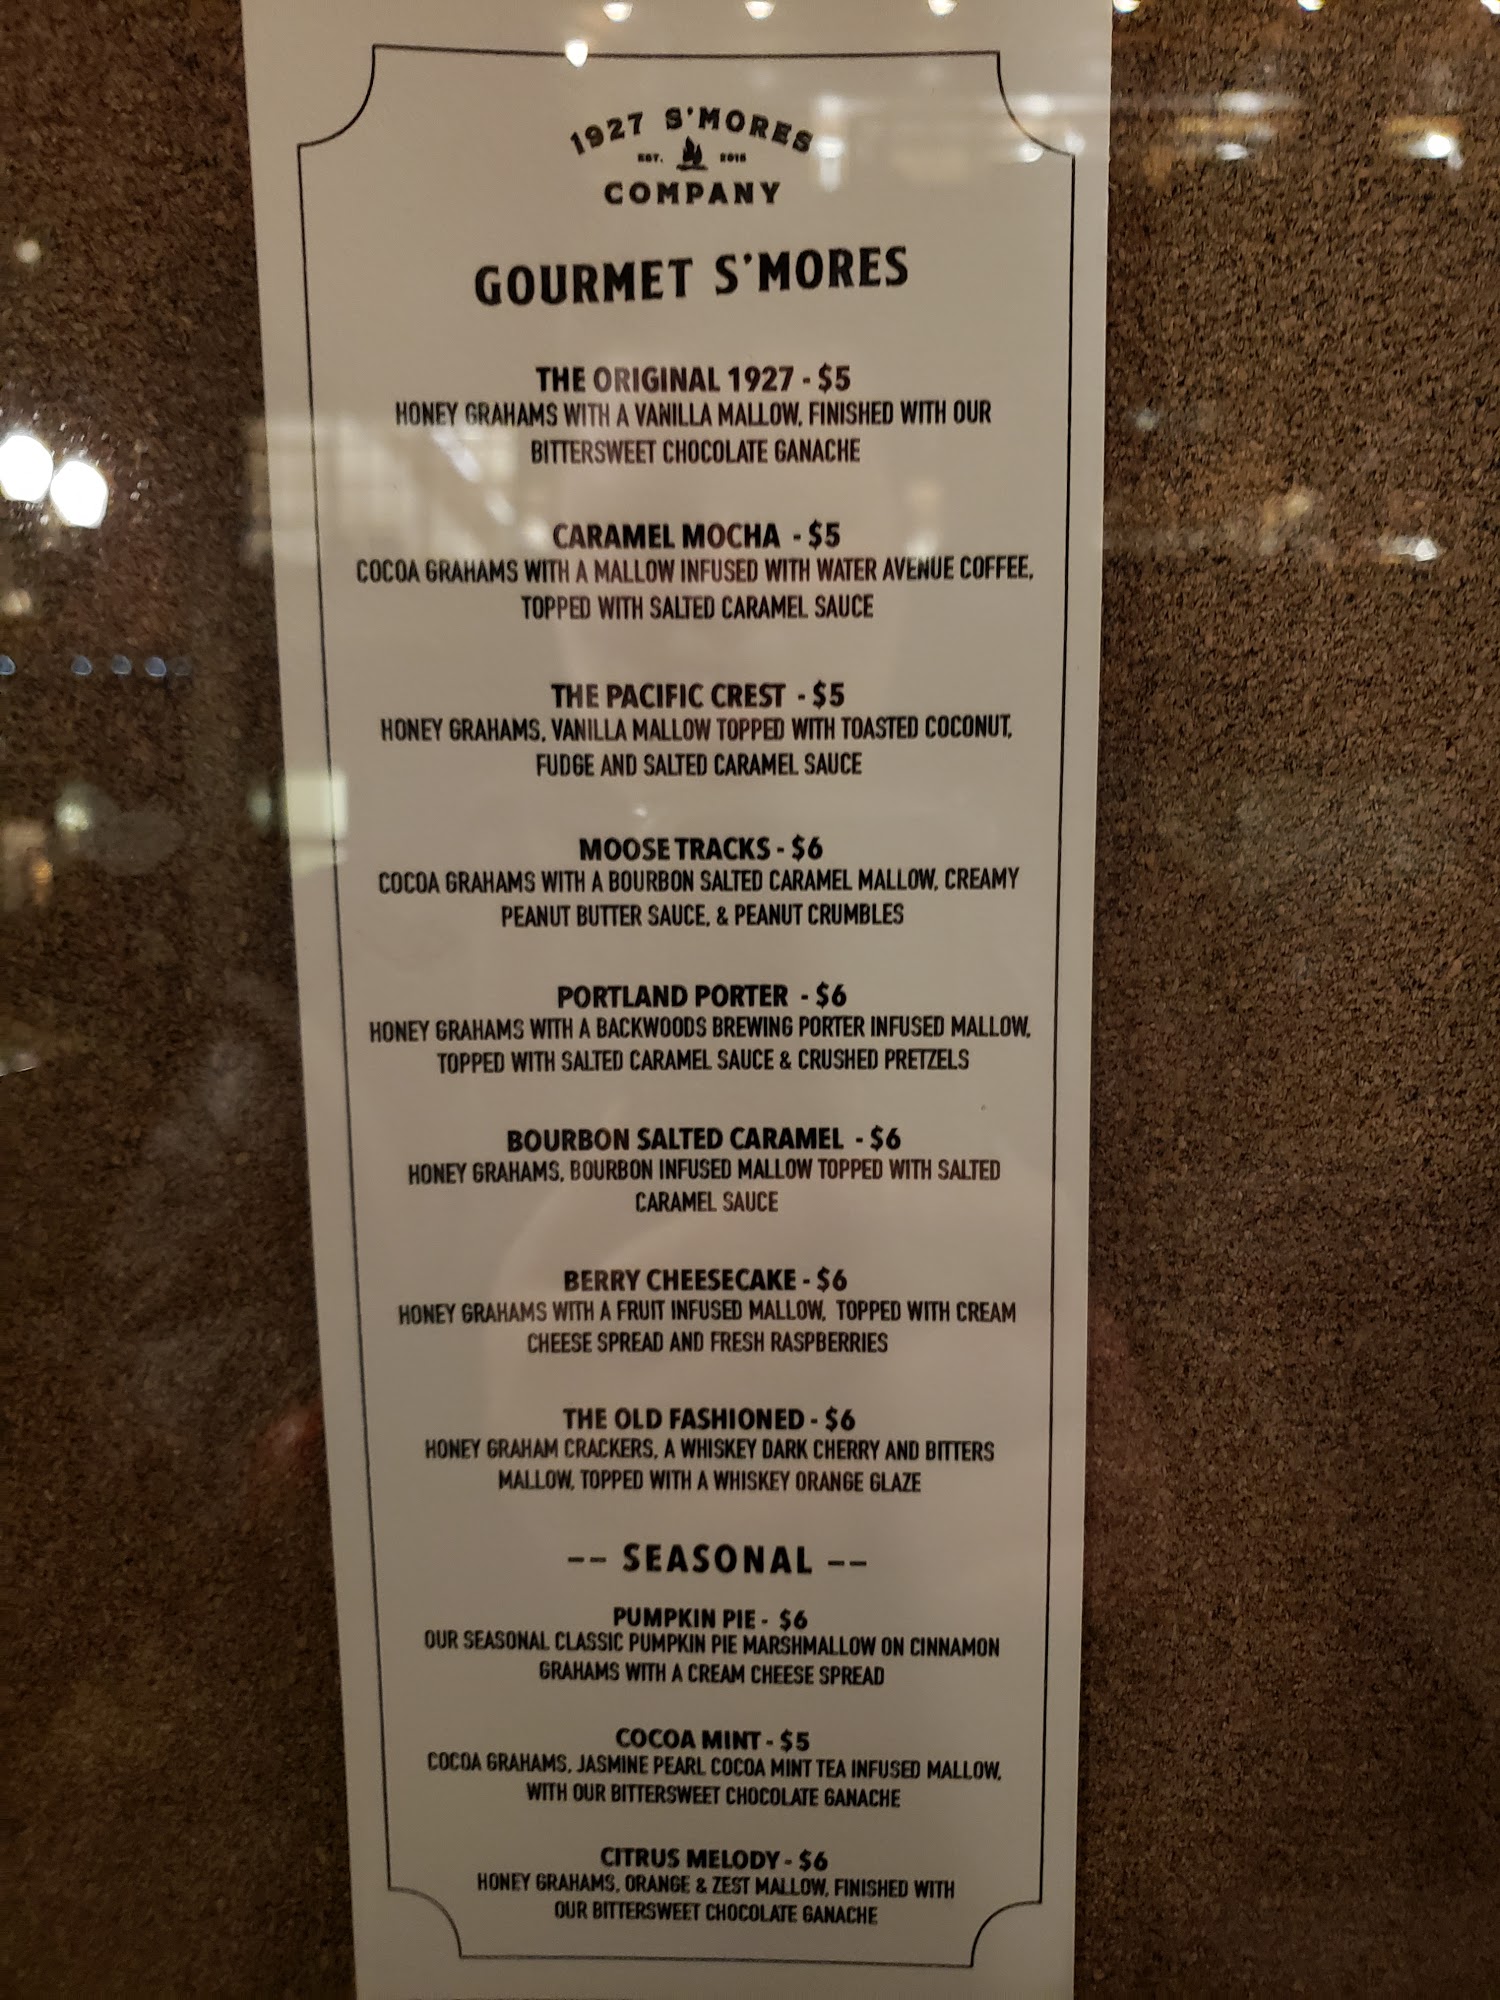 1927 S'MORES
EST. 2015
COMPANY
GOURMET S'MORES
THE ORIGINAL 1927 - $5
HONEY GRAHAMS WITH A VANILLA MALLOW, FINISHED WITH OUR
BITTERSWEET CHOCOLATE GANACHE
CARAMEL MOCHA - $5
COCOA GRAHAMS WITH A MALLOW INFUSED WITH WATER AVENUE COFFEE,
TOPPED WITH SALTED CARAMEL SAUCE
THE PACIFIC CREST - $5
HONEY GRAHAMS, VANILLA MALLOW TOPPED WITH TOASTED COCONUT,
FUDGE AND SALTED CARAMEL SAUCE
MOOSE TRACKS - $6
COCOA GRAHAMS WITH A BOURBON SALTED CARAMEL MALLOW, CREAMY
PEANUT BUTTER SAUCE, & PEANUT CRUMBLES
PORTLAND PORTER - $6
HONEY GRAHAMS WITH A BACKWOODS BREWING PORTER INFUSED MALLOW,
TOPPED WITH SALTED CARAMEL SAUCE & CRUSHED PRETZELS
BOURBON SALTED CARAMEL - $6
HONEY GRAHAMS, BOURBON INFUSED MALLOW TOPPED WITH SALTED
CARAMEL SAUCE
BERRY CHEESECAKE - $6
HONEY GRAHAMS WITH A FRUIT INFUSED MALLOW, TOPPED WITH CREAM
CHEESE SPREAD AND FRESH RASPBERRIES
THE OLD FASHIONED - $6
HONEY GRAHAM CRACKERS, A WHISKEY DARK CHERRY AND BITTERS
MALLOW, TOPPED WITH A WHISKEY ORANGE GLAZE
-- SEASONAL --
PUMPKIN PIE - $6
OUR SEASONAL CLASSIC PUMPKIN PIE MARSHMALLOW ON CINNAMON
GRAHAMS WITH A CREAM CHEESE SPREAD
COCOA MINT - $5
COCOA GRAHAMS, JASMINE PEARL COCOA MINT TEA INFUSED MALLOW,
WITH OUR BITTERSWEET CHOCOLATE GANACHE
CITRUS MELODY - $6
HONEY GRAHAMS, ORANGE & ZEST MALLOW, FINISHED WITH
OUR BITTERSWEET CHOCOLATE GANACHE